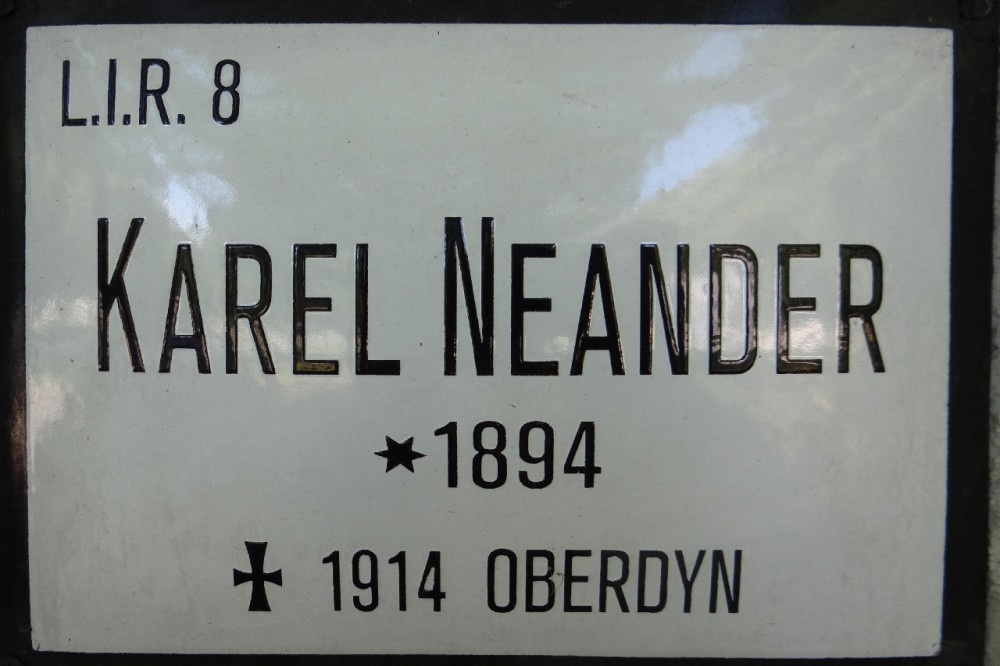 L.I.R. 8
KAREL NEANDER
✶1894
✠ 1914 OBERDYN